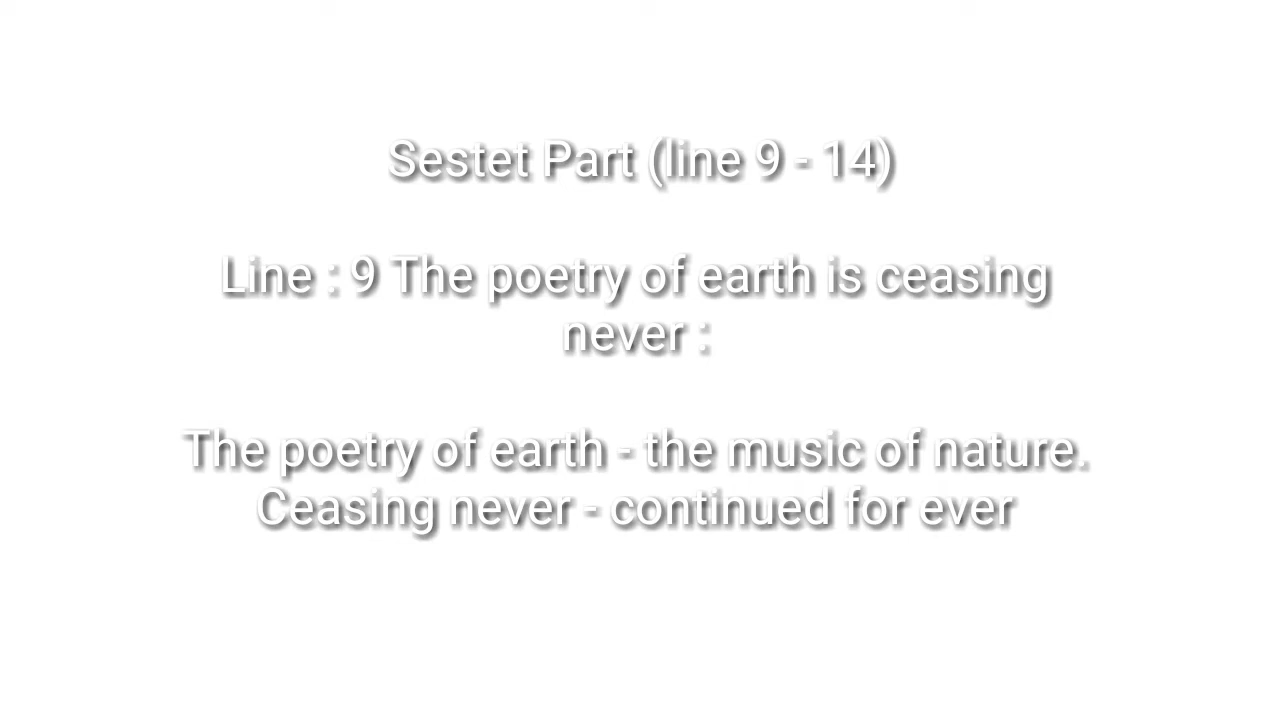 Sestet Part (line 9 - 14)
Line : 9 The poetry of earth is ceasing
never :
The poetry of earth - the music of nature.
Ceasing never - continued for ever